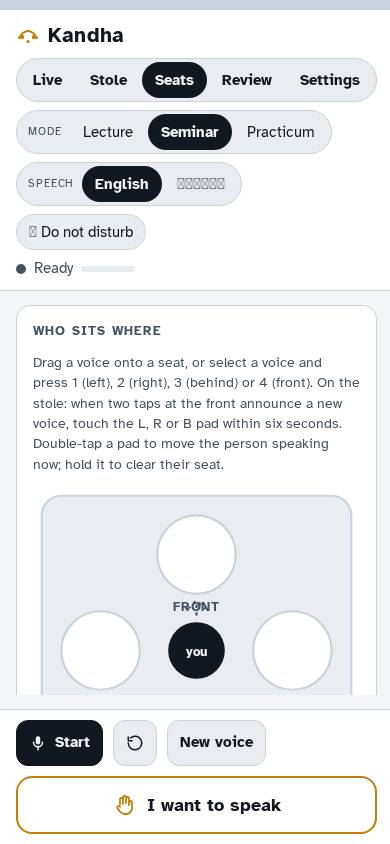 Kandha
Live Stole Seats Review Settings
MODE Lecture Seminar Practicum
SPEECH English
Do not disturb
Ready
WHO SITS WHERE
Drag a voice onto a seat, or select a voice and
press 1 (left), 2 (right), 3 (behind) or 4 (front). On the
stole: when two taps at the front announce a new
voice, touch the L, R or B pad within six seconds.
Double-tap a pad to move the person speaking
now; hold it to clear their seat.
FRONT
you
Start New voice
I want to speak